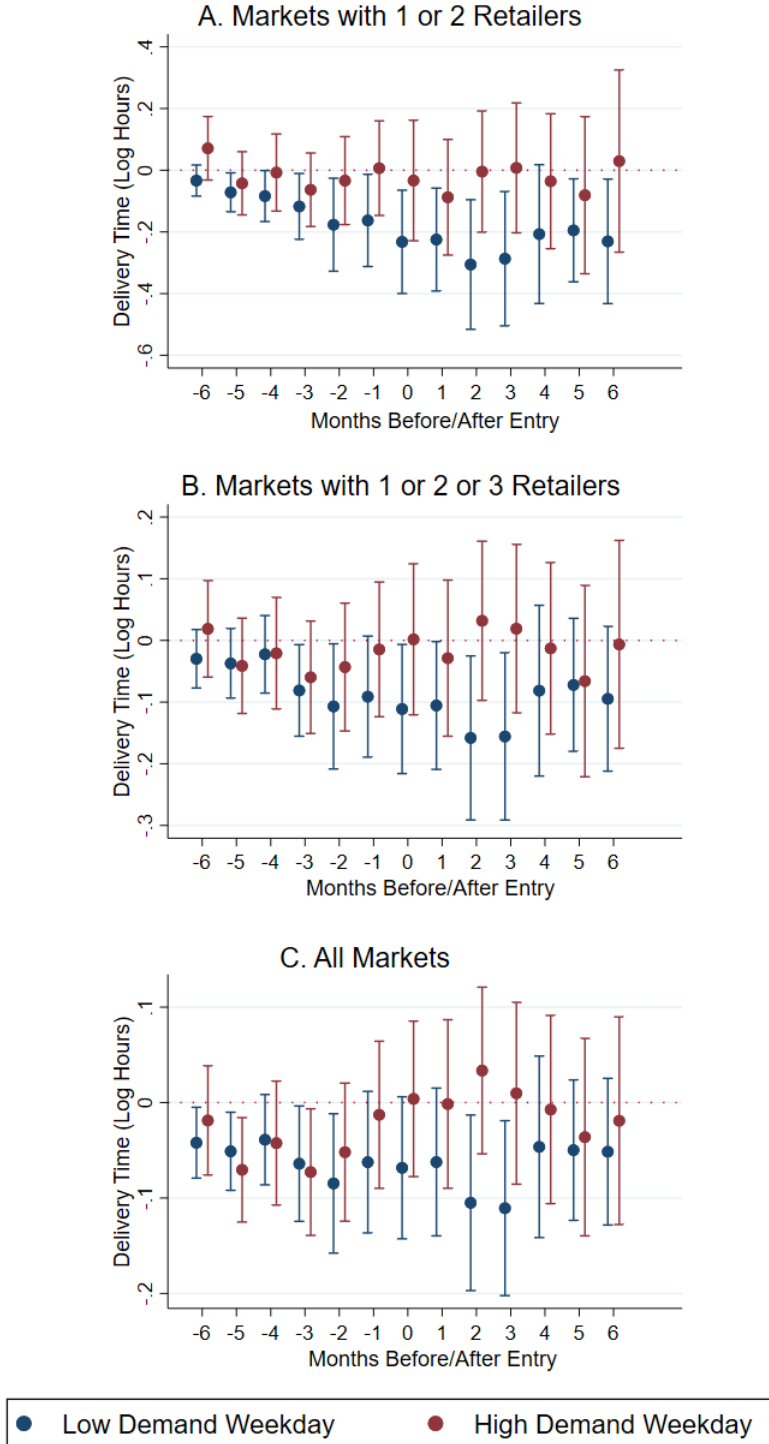 A. Markets with 1 or 2 Retailers
Delivery Time (Log Hours)
.4
.2
0
-.2
-.4
-.6
-6 -5 -4 -3 -2 -1 0 1 2 3 4 5 6
Months Before/After Entry
B. Markets with 1 or 2 or 3 Retailers
Delivery Time (Log Hours)
.2
.1
0
-.1
-.2
-.3
-6 -5 -4 -3 -2 -1 0 1 2 3 4 5 6
Months Before/After Entry
C. All Markets
Delivery Time (Log Hours)
.1
0
-.1
-.2
-6 -5 -4 -3 -2 -1 0 1 2 3 4 5 6
Months Before/After Entry
Low Demand Weekday High Demand Weekday